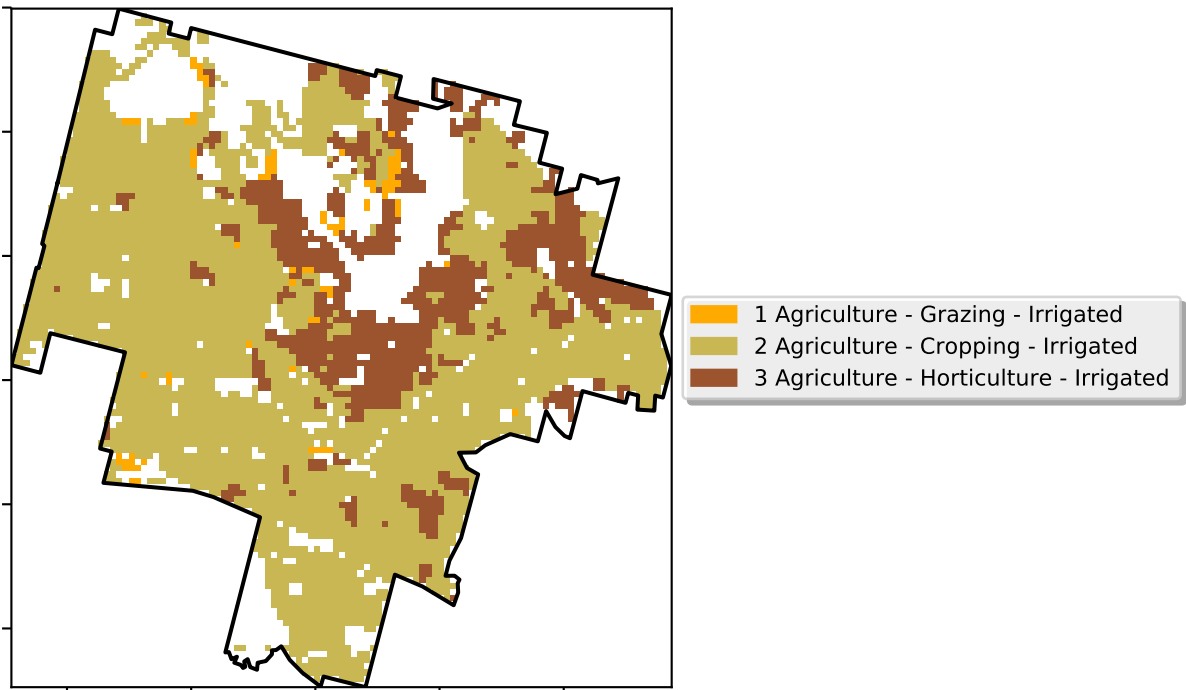 1 Agriculture - Grazing - Irrigated
2 Agriculture - Cropping - Irrigated
3 Agriculture - Horticulture - Irrigated